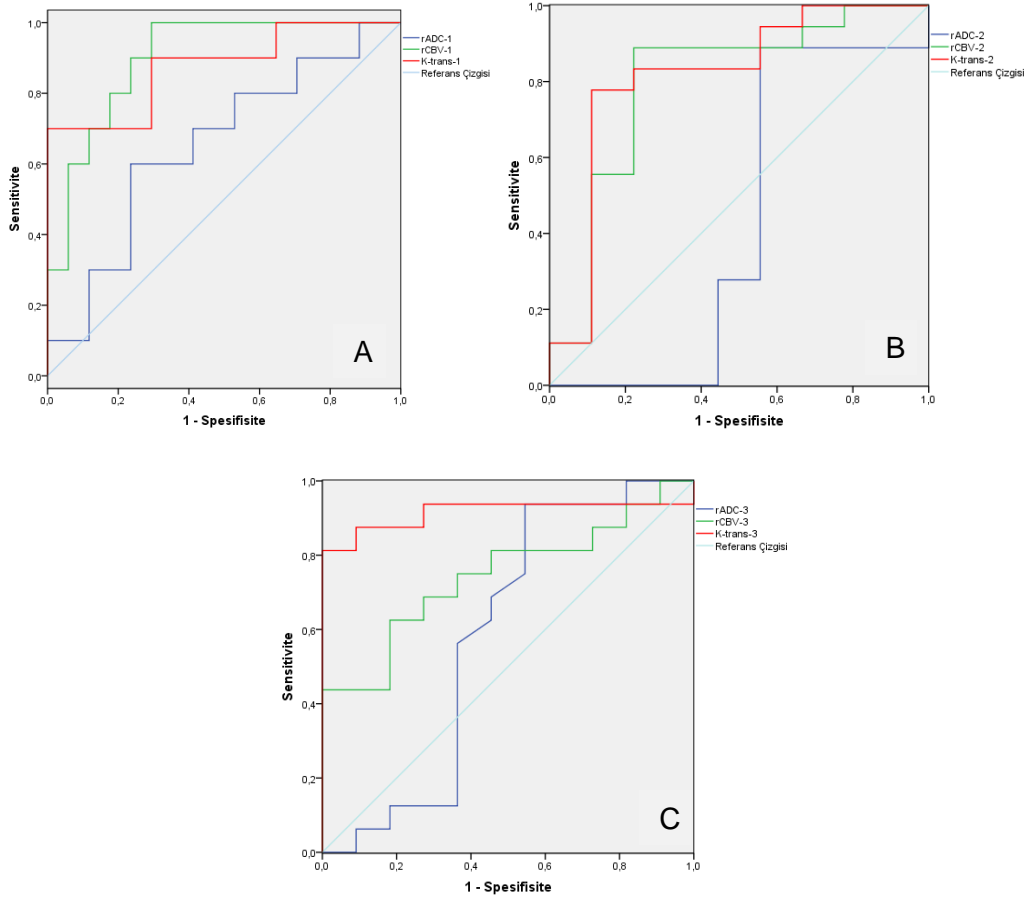 1,0
0,8
0,6
0,4
0,2
0,0
Sensitivite
0,0 0,2 0,4 0,6 0,8 1,0
1 - Spesifisite
rADC-1
rCBV-1
K-trans-1
Referans Çizgisi
A
1,0
0,8
0,6
0,4
0,2
0,0
Sensitivite
0,0 0,2 0,4 0,6 0,8 1,0
1 - Spesifisite
rADC-2
rCBV-2
K-trans-2
Referans Çizgisi
B
1,0
0,8
0,6
0,4
0,2
0,0
Sensitivite
0,0 0,2 0,4 0,6 0,8 1,0
1 - Spesifisite
rADC-3
rCBV-3
K-trans-3
Referans Çizgisi
C